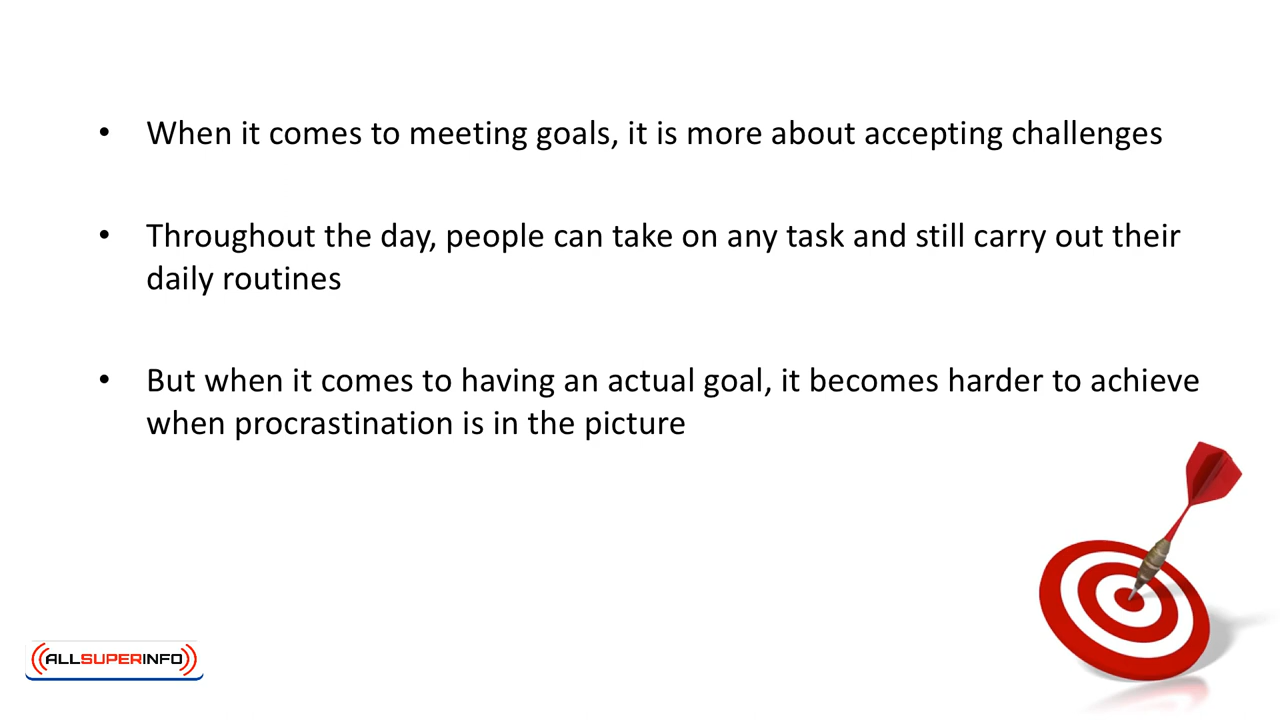 • When it comes to meeting goals, it is more about accepting challenges
• Throughout the day, people can take on any task and still carry out their
daily routines
• But when it comes to having an actual goal, it becomes harder to achieve
when procrastination is in the picture
ALLSUPERINFO